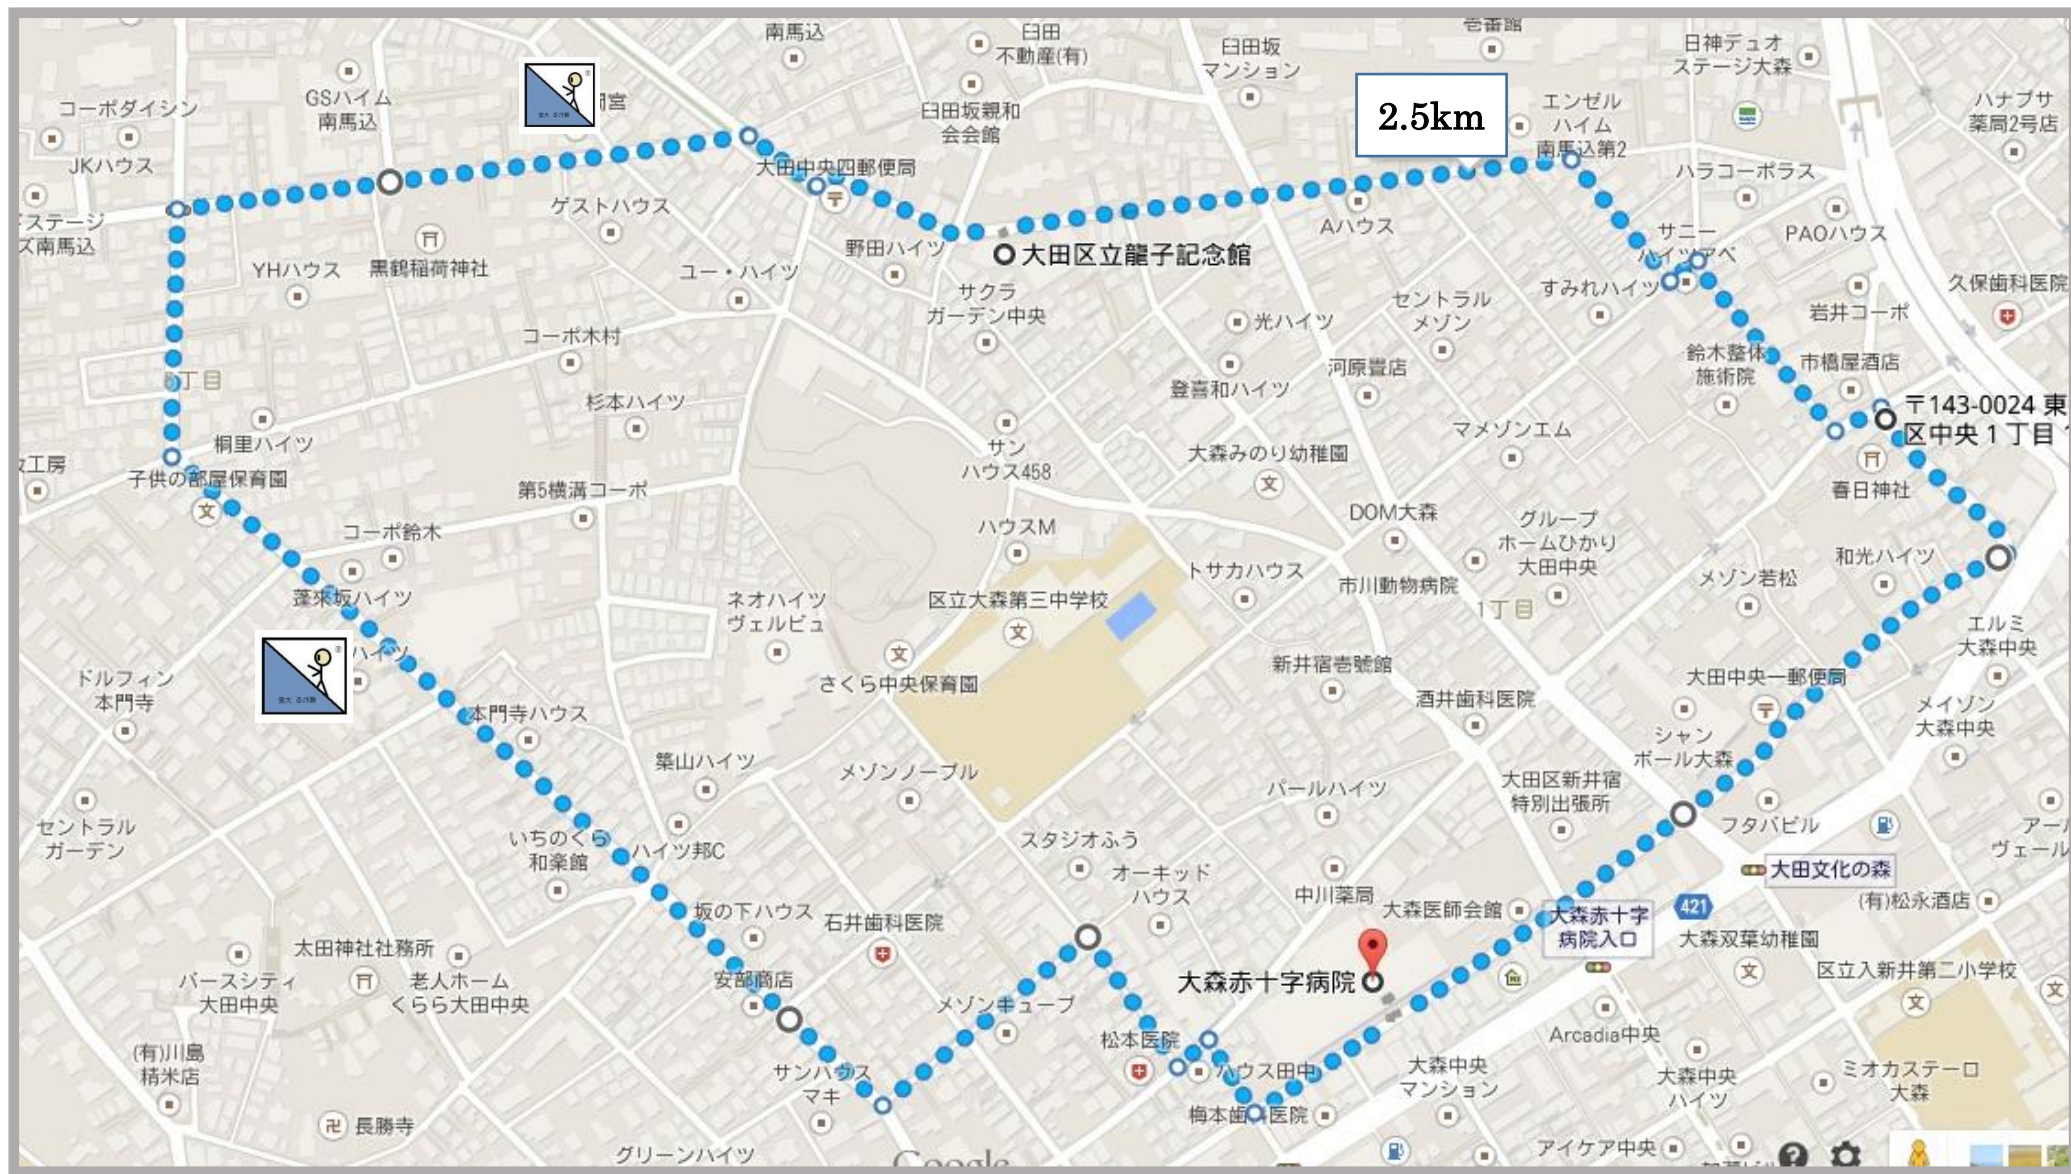 南馬込
臼田
不動産(有)
臼田坂
マンション
壱番館
日神デュオ
ステージ大森
コーポダイシン
GSハイム
南馬込
臼田坂親和
会会館
2.5km
エンゼル
ハイム
南馬込第2
ハナブサ
薬局2号店
JKハウス
大田中央四郵便局
ハラコーポラス
ゲストハウス
ステージ
ズ南馬込
YHハウス
黒鶴稲荷神社
ユー・ハイツ
野田ハイツ
大田区立龍子記念館
Aハウス
サニー
ハイツアベ
PAOハウス
サクラ
ガーデン中央
光ハイツ
セントラル
メゾン
すみれハイツ
久保歯科医院
岩井コーポ
コーポ木村
登喜和ハイツ
河原畳店
鈴木整体
施術院
市橋屋酒店
丁目
杉本ハイツ
〒143-0024 東
区中央１丁目
桐里ハイツ
サン
ハウス458
大森みのり幼稚園
マメゾンエム
工房
子供の部屋保育園
第5横溝コーポ
春日神社
コーポ鈴木
ハウスM
DOM大森
グループ
ホームひかり
大田中央
和光ハイツ
蓬来坂ハイツ
ネオハイツ
ヴェルビュ
区立大森第三中学校
トサカハウス
市川動物病院
1丁目
メゾン若松
エルミ
大森中央
ハイツ
ドルフィン
本門寺
さくら中央保育園
新井宿壱號館
酒井歯科医院
大田中央一郵便局
メイゾン
大森中央
本門寺ハウス
築山ハイツ
メゾンノーブル
パールハイツ
大田区新井宿
特別出張所
シャン
ボール大森
セントラル
ガーデン
いちのくら
和楽館
ハイツ邦C
スタジオふう
フタバビル
アー
ヴェール
オーキッド
ハウス
中川薬局
大森医師会館
大森赤十字
病院入口
421
大田文化の森
(有)松永酒店
坂の下ハウス
石井歯科医院
大森双葉幼稚園
太田神社社務所
バースシティ
大田中央
老人ホーム
くらら大田中央
安部商店
メゾンキューブ
大森赤十字病院
区立入新井第二小学校
松本医院
Arcadia中央
(有)川島
精米店
サンハウス
マキ
ハウス田中
大森中央
マンション
大森中央
ハイツ
ミオカステーロ
大森
長勝寺
梅本歯科医院
グリーンハイツ
Google
アイケア中央